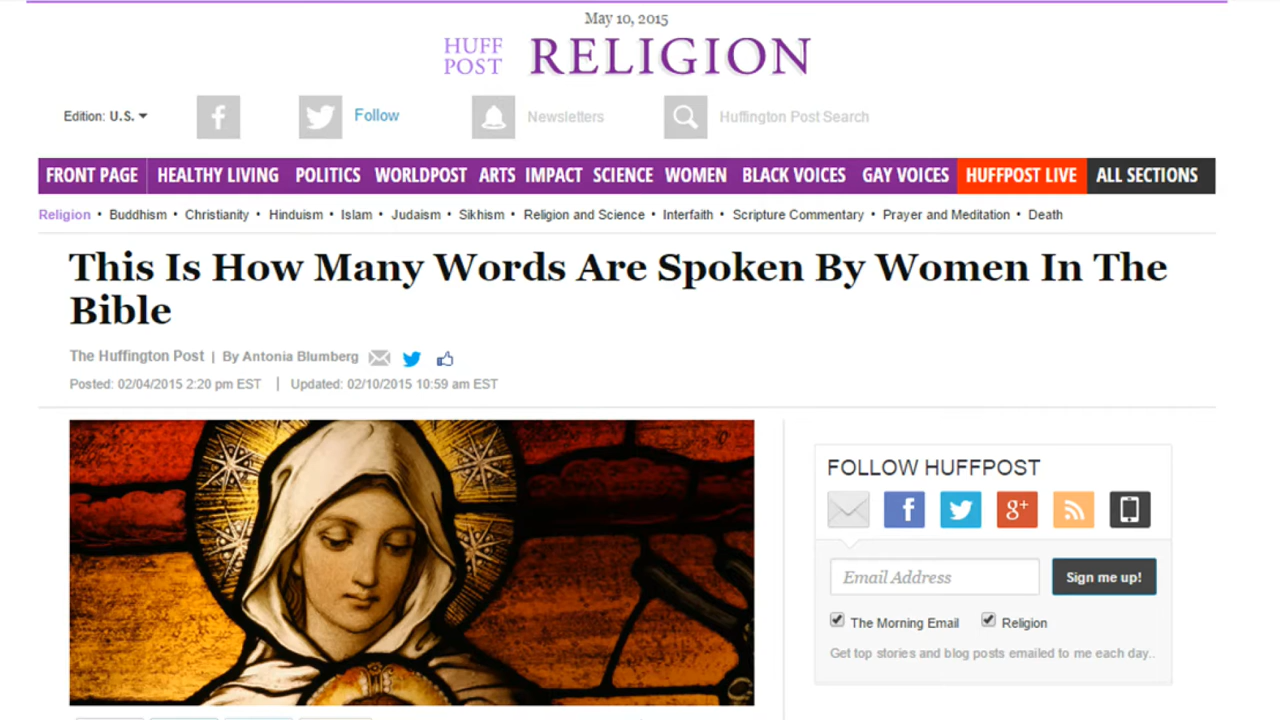 May 10, 2015
HUFF
POST
RELIGION
Edition: U.S.
Follow
Newsletters
Huffington Post Search
FRONT PAGE HEALTHY LIVING POLITICS WORLDPOST ARTS IMPACT SCIENCE WOMEN BLACK VOICES GAY VOICES HUFFPOST LIVE ALL SECTIONS
Religion • Buddhism • Christianity • Hinduism • Islam • Judaism • Sikhism • Religion and Science • Interfaith • Scripture Commentary • Prayer and Meditation • Death
This Is How Many Words Are Spoken By Women In The
Bible
The Huffington Post | By Antonia Blumberg
Posted: 02/04/2015 2:20 pm EST | Updated: 02/10/2015 10:59 am EST
FOLLOW HUFFPOST
Email Address
Sign me up!
The Morning Email
Religion
Get top stories and blog posts emailed to me each day..